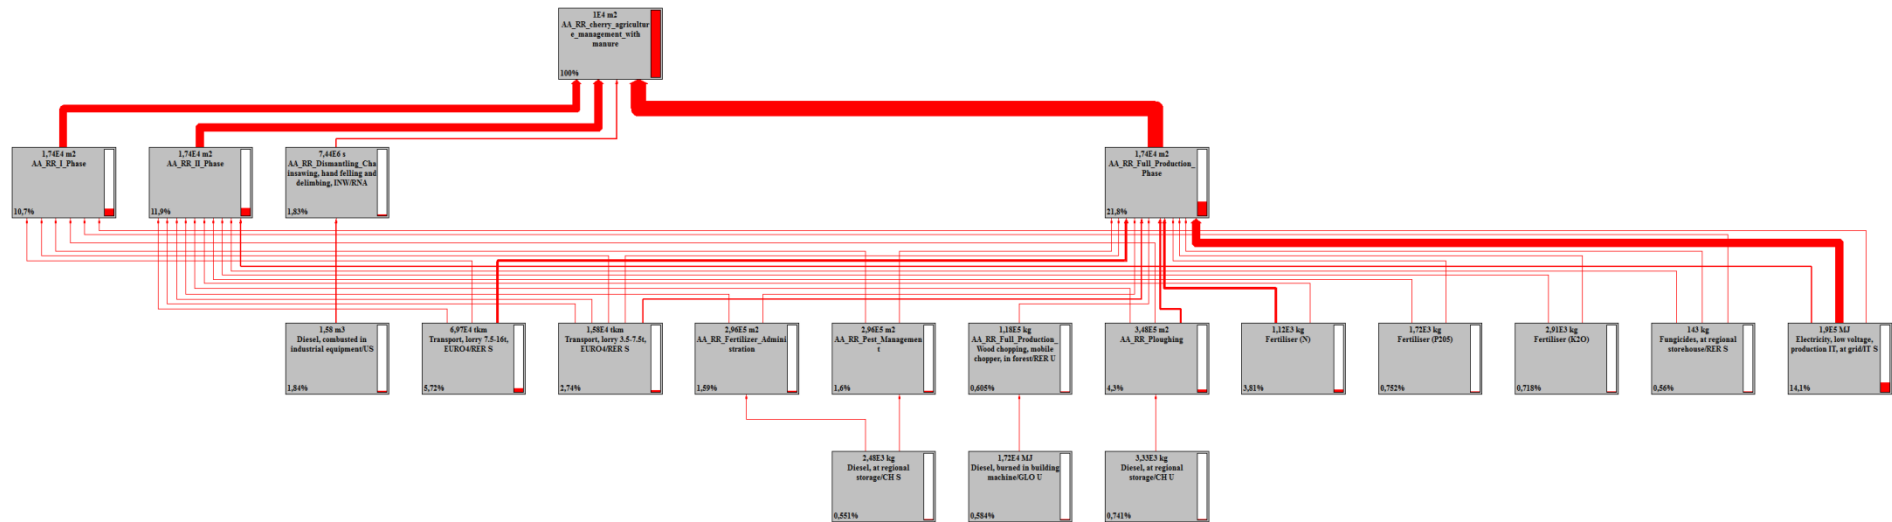 1E4 m2
AA_RR_cherry_agricultur
e_management_with
manure
100%
1,74E4 m2
AA_RR_I_Phase
10,7%
1,74E4 m2
AA_RR_II_Phase
11,9%
7,44E6 s
AA_RR_Dismantling_Cha
insawing, hand felling and
delimbing, INW/RNA
1,83%
1,74E4 m2
AA_RR_Full_Production_
Phase
21,8%
1,58 m3
Diesel, combusted in
industrial equipment/US
1,84%
6,97E4 tkm
Transport, lorry 7.5-16t,
EURO4/RER S
5,72%
1,58E4 tkm
Transport, lorry 3.5-7.5t,
EURO4/RER S
2,74%
2,96E5 m2
AA_RR_Fertilizer_Admini
stration
1,59%
2,96E5 m2
AA_RR_Pest_Managemen
t
1,6%
1,18E5 kg
AA_RR_Full_Production_
Wood chopping, mobile
chopper, in forest/RER U
0,605%
3,48E5 m2
AA_RR_Ploughing
4,3%
1,12E3 kg
Fertiliser (N)
3,81%
1,72E3 kg
Fertiliser (P205)
0,752%
2,91E3 kg
Fertiliser (K2O)
0,718%
143 kg
Fungicides, at regional
storehouse/RER S
0,56%
1,9E5 MJ
Electricity, low voltage,
production IT, at grid/IT S
14,1%
2,48E3 kg
Diesel, at regional
storage/CH S
0,551%
1,72E4 MJ
Diesel, burned in building
machine/GLO U
0,584%
3,33E3 kg
Diesel, at regional
storage/CH U
0,741%